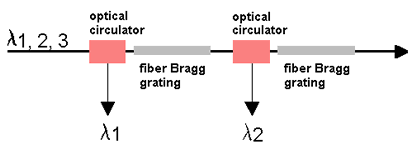 optical
circulator
optical
circulator
λ1, 2, 3
fiber Bragg
grating
fiber Bragg
grating
λ1
λ2